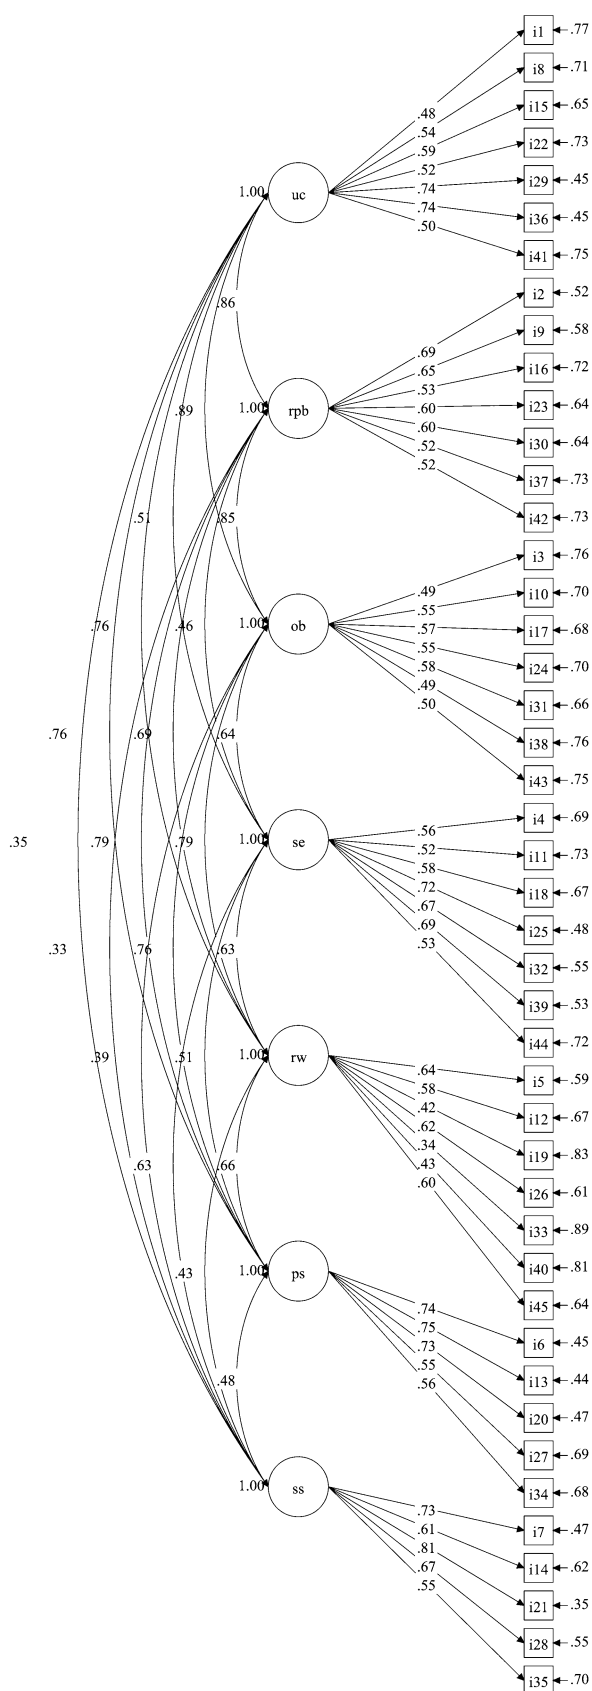 i1 .77
i8 .71
i15 .65
.48
.54
i22 .73
.59
.52
i29 .45
1.00 uc .74
.74
i36 .45
.50
i41 .75
i2 .52
.86
i9 .58
.69
i16 .72
.65
.53
1.00 rpb .60 i23 .64
.89
.60
i30 .64
.52
.52
i37 .73
.51 .85 i42 .73
i3 .76
.49
i10 .70
.55
.76 .46 1.00 ob .57 i17 .68
.55
i24 .70
.58
.49
i31 .66
.50
.76 .69 .64 i38 .76
i43 .75
i4 .69
.56
.35 .79 .79 1.00 se .52 i11 .73
.58
i18 .67
.72
.67
.69 i25 .48
.53
.33 .76 .63 i32 .55
i39 .53
i44 .72
.39 .51 1.00 rw
.64 i5 .59
.58
.42 i12 .67
.62
.34 i19 .83
.63 .66 .43
.60 i26 .61
i33 .89
.43 1.00 ps i40 .81
i45 .64
.74
.75 i6 .45
.73
.55
.48 .56 i13 .44
i20 .47
i27 .69
1.00 ss i34 .68
.73
.61 i7 .47
.81
.67 i14 .62
.55
i21 .35
i28 .55
i35 .70